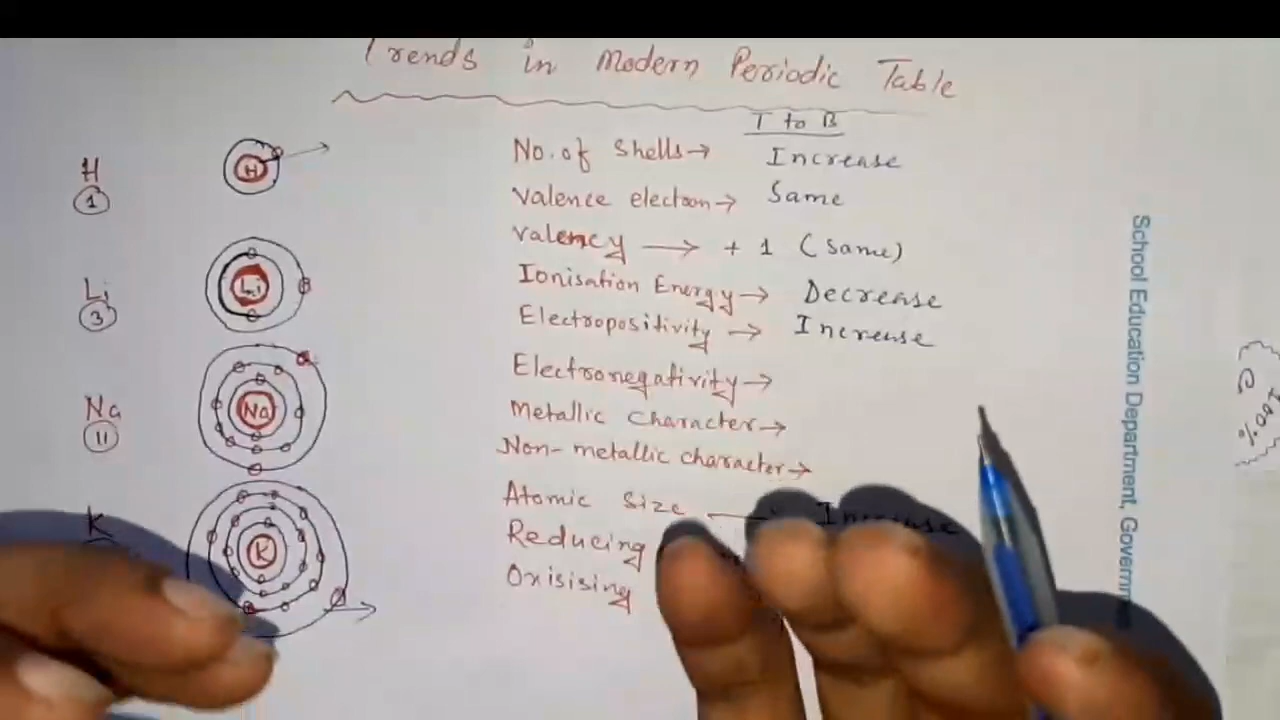 Trends in Modern Periodic Table
T to B
H
1
H
No. of Shells → Increase
Valence electron → Same
Valency → + 1 (Same)
Li
3
Li
Ionisation Energy → Decrease
Electropositivity → Increase
Na
11
Na
Electronegativity →
Metallic Character →
Non-metallic character →
K
K
Atomic Size → Increase
Reducing
Oxisising
School Education Department,
100%